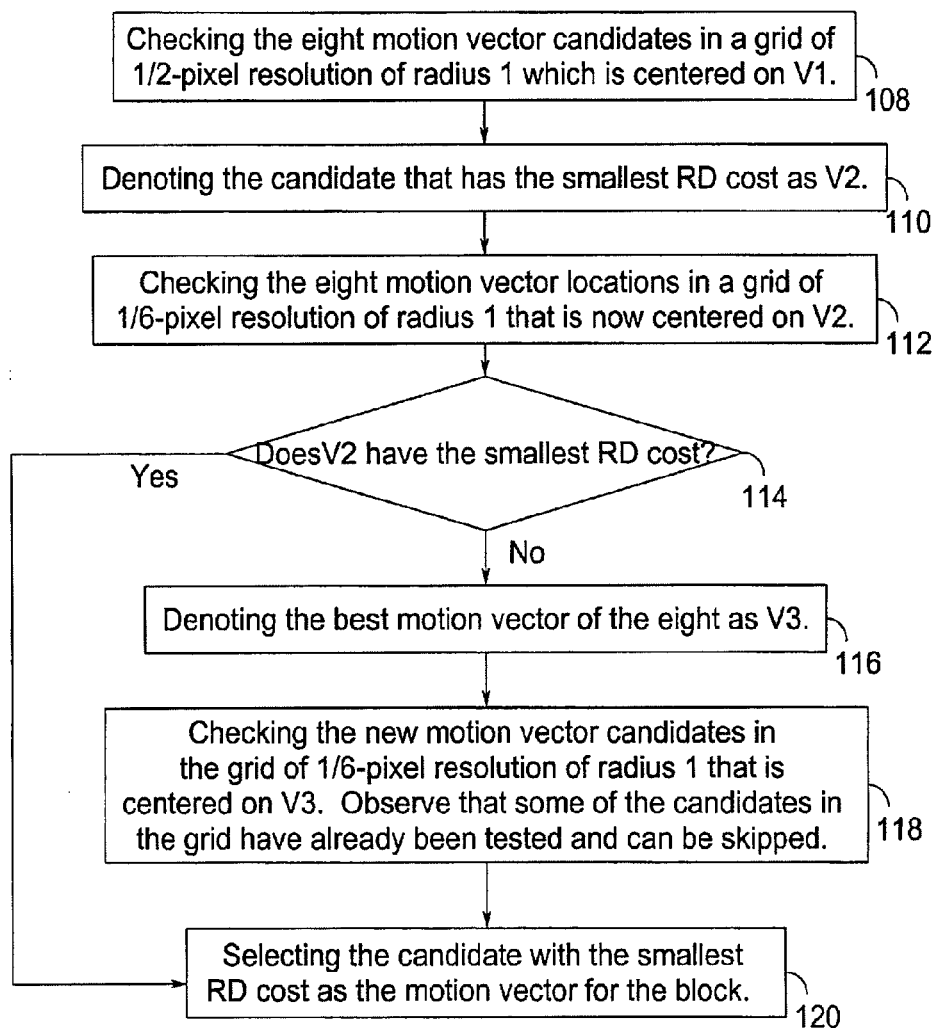 Checking the eight motion vector candidates in a grid of
1/2-pixel resolution of radius 1 which is centered on V1.
108
Denoting the candidate that has the smallest RD cost as V2.
110
Checking the eight motion vector locations in a grid of
1/6-pixel resolution of radius 1 that is now centered on V2.
112
DoesV2 have the smallest RD cost?
Yes
114
No
Denoting the best motion vector of the eight as V3.
116
Checking the new motion vector candidates in
the grid of 1/6-pixel resolution of radius 1 that is
centered on V3. Observe that some of the candidates in
the grid have already been tested and can be skipped.
118
Selecting the candidate with the smallest
RD cost as the motion vector for the block.
120